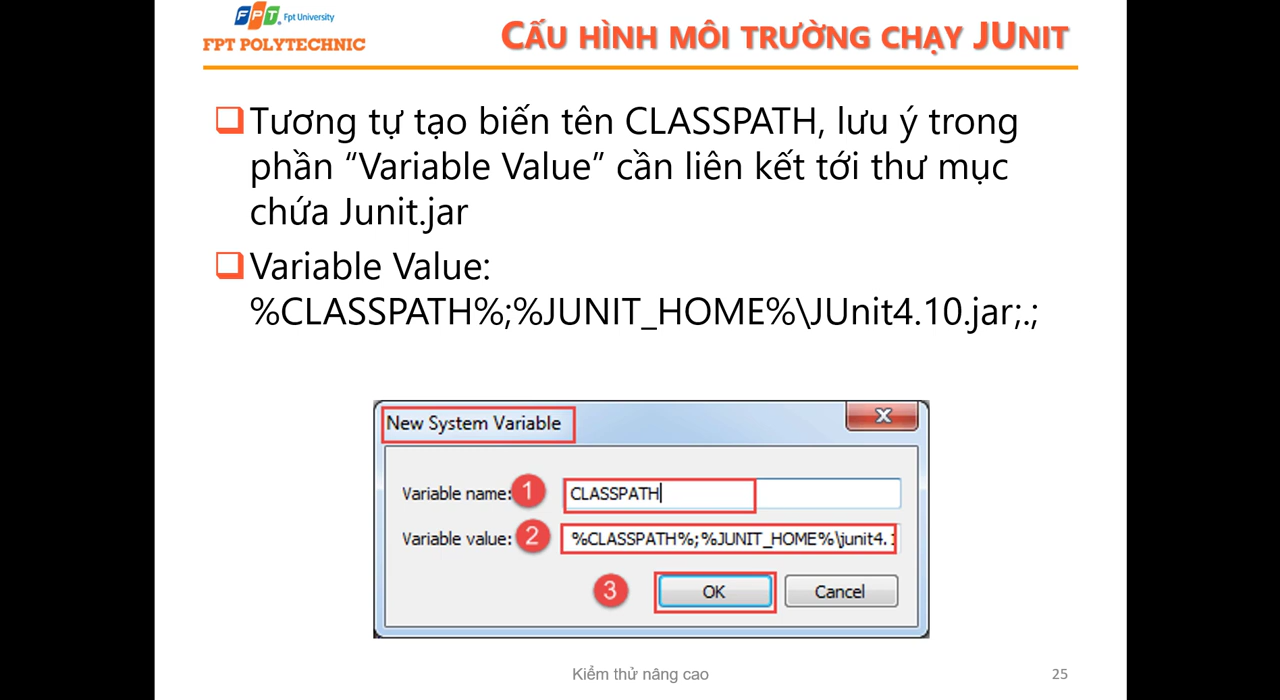 FPT. Fpt University
FPT POLYTECHNIC
CẤU HÌNH MÔI TRƯỜNG CHẠY JUNIT
Tương tự tạo biến tên CLASSPATH, lưu ý trong
phần “Variable Value” cần liên kết tới thư mục
chứa Junit.jar
Variable Value:
%CLASSPATH%;%JUNIT_HOME%\JUnit4.10.jar;.;
New System Variable
Variable name: 1 CLASSPATH
Variable value: 2 %CLASSPATH%;%JUNIT_HOME%\junit4.1
3 OK Cancel
Kiểm thử nâng cao
25